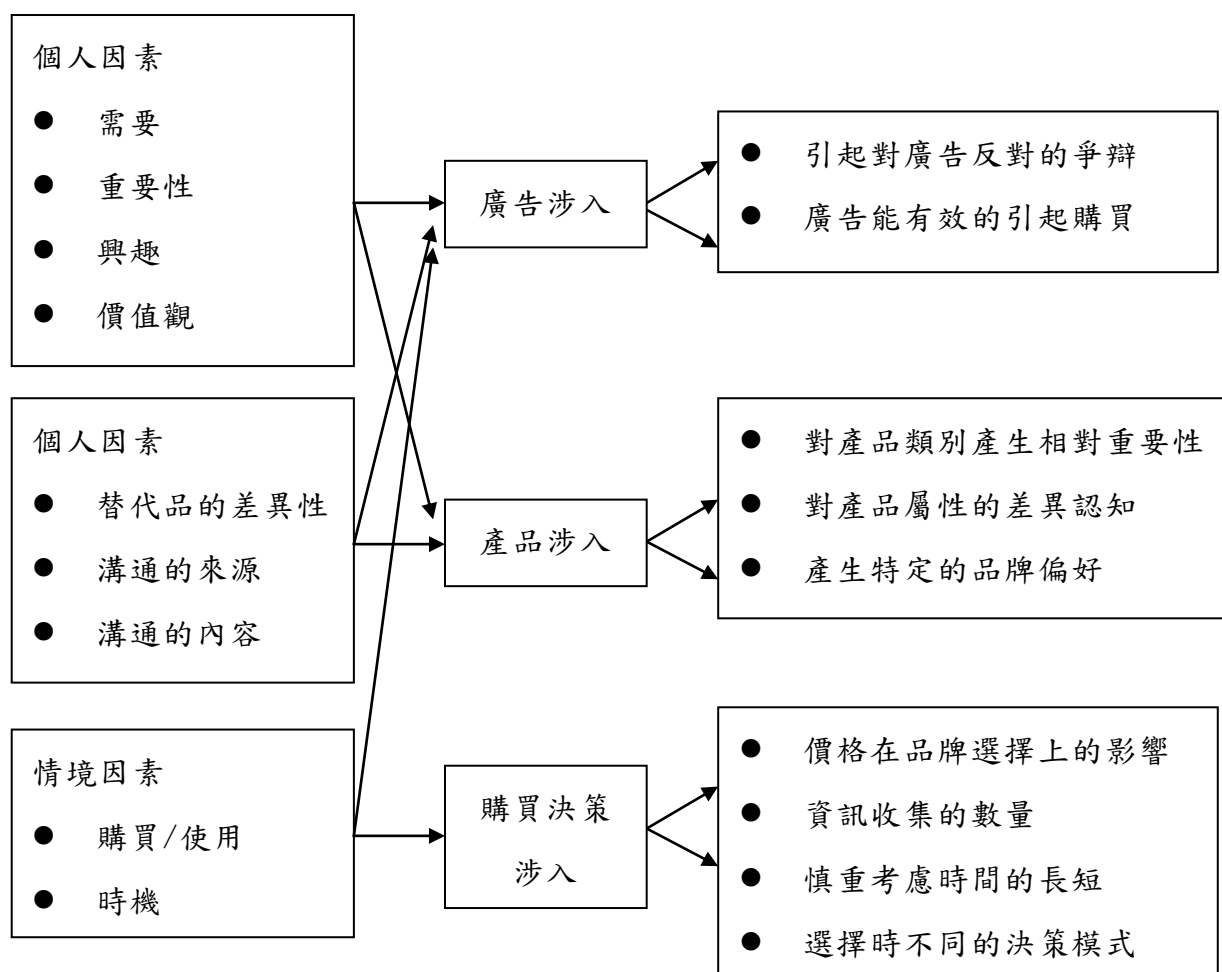 個人因素
● 需要
● 重要性
● 興趣
● 價值觀
個人因素
● 替代品的差異性
● 溝通的來源
● 溝通的內容
情境因素
● 購買/使用
● 時機
廣告涉入
產品涉入
購買決策
涉入
● 引起對廣告反對的爭辯
● 廣告能有效的引起購買
● 對產品類別產生相對重要性
● 對產品屬性的差異認知
● 產生特定的品牌偏好
● 價格在品牌選擇上的影響
● 資訊收集的數量
● 慎重考慮時間的長短
● 選擇時不同的決策模式